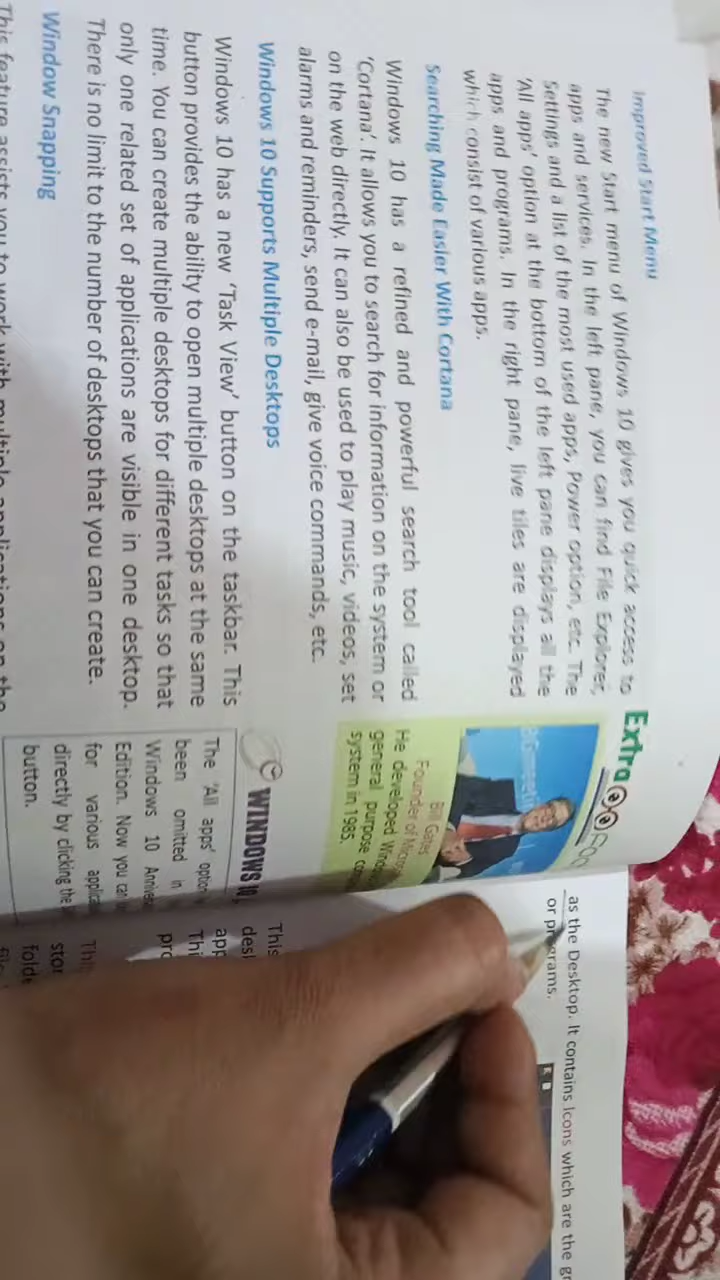 Improved Start Menu
The new Start menu of Windows 10 gives you quick access to
apps and services. In the left pane, you can find File Explorer,
Settings and a list of the most used apps, Power option, etc. The
'All apps' option at the bottom of the left pane displays all the
apps and programs. In the right pane, live tiles are displayed
which consist of various apps.
Searching Made Easier With Cortana
Windows 10 has a refined and powerful search tool called
'Cortana'. It allows you to search for information on the system or
on the web directly. It can also be used to play music, videos, set
alarms and reminders, send e-mail, give voice commands, etc.
Windows 10 Supports Multiple Desktops
Windows 10 has a new 'Task View' button on the taskbar. This
button provides the ability to open multiple desktops at the same
time. You can create multiple desktops for different tasks so that
only one related set of applications are visible in one desktop.
There is no limit to the number of desktops that you can create.
Window Snapping
This feature assists you to work with multiple applications on the
Extra
Bill Gates
Founder of
He developed
general purpose
system in 1985.
WINDOWS 10
The 'All apps' option
been omitted in
Windows 10
Edition. Now you can
for various
directly by clicking the
button.
as the Desktop. It contains Icons which are the
or programs.
This